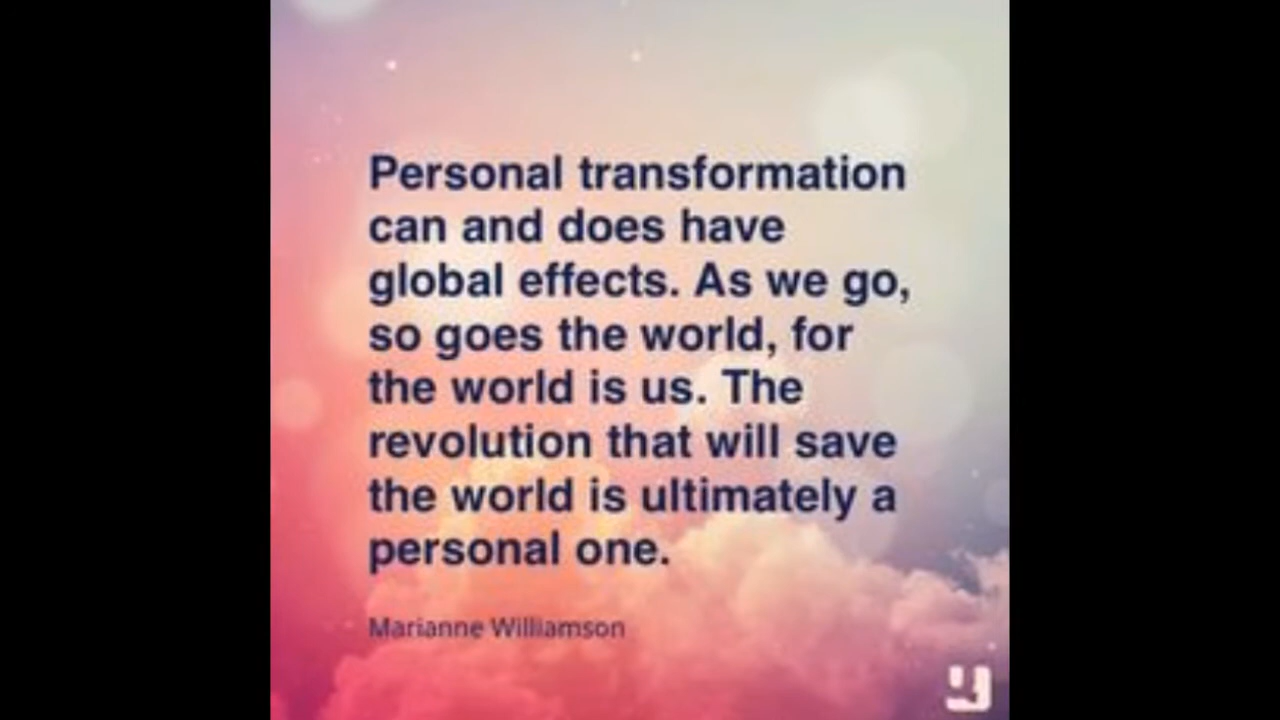 Personal transformation
can and does have
global effects. As we go,
so goes the world, for
the world is us. The
revolution that will save
the world is ultimately a
personal one.
Marianne Williamson